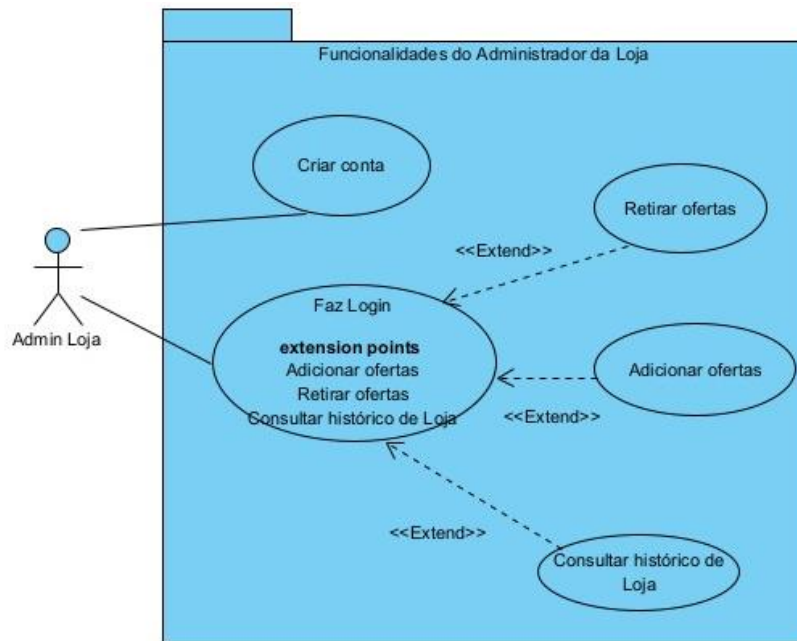 Funcionalidades do Administrador da Loja
Criar conta
Retirar ofertas
<<Extend>>
Faz Login
extension points
Adicionar ofertas
Retirar ofertas
Consultar histórico de Loja
Admin Loja
Adicionar ofertas
<<Extend>>
<<Extend>>
Consultar histórico de
Loja